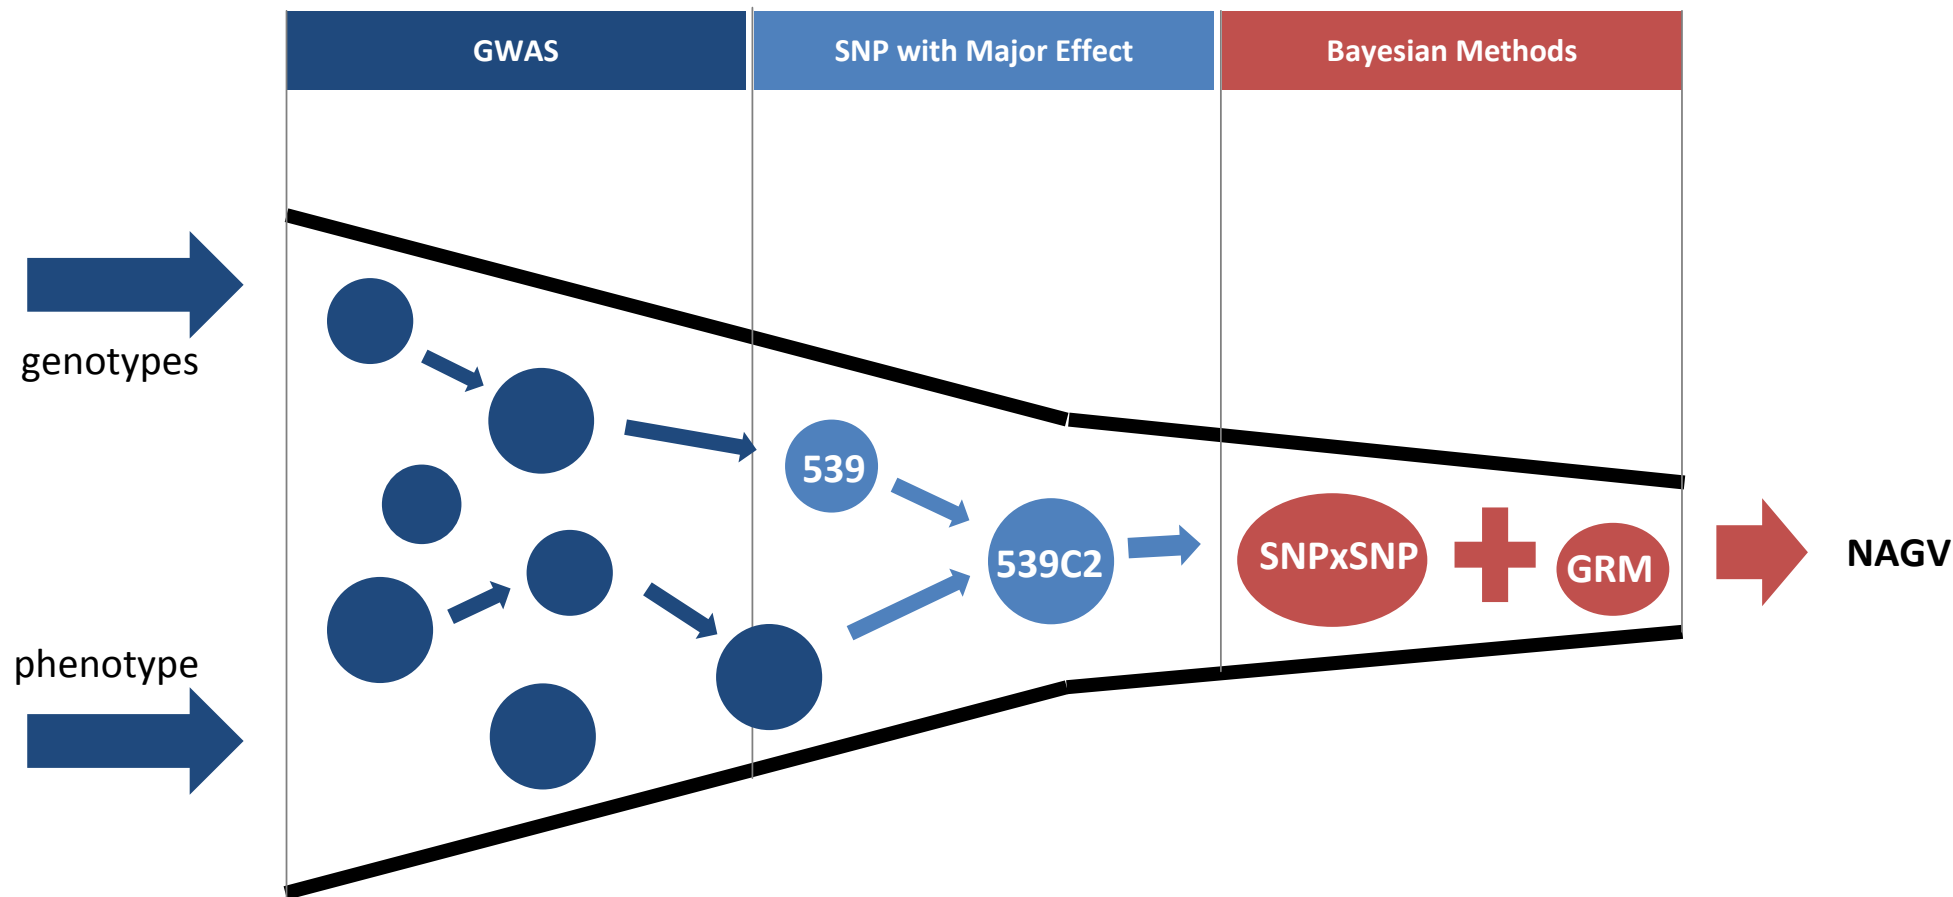 GWAS
SNP with Major Effect
Bayesian Methods
genotypes
539
539C2
SNPxSNP
GRM
NAGV
phenotype